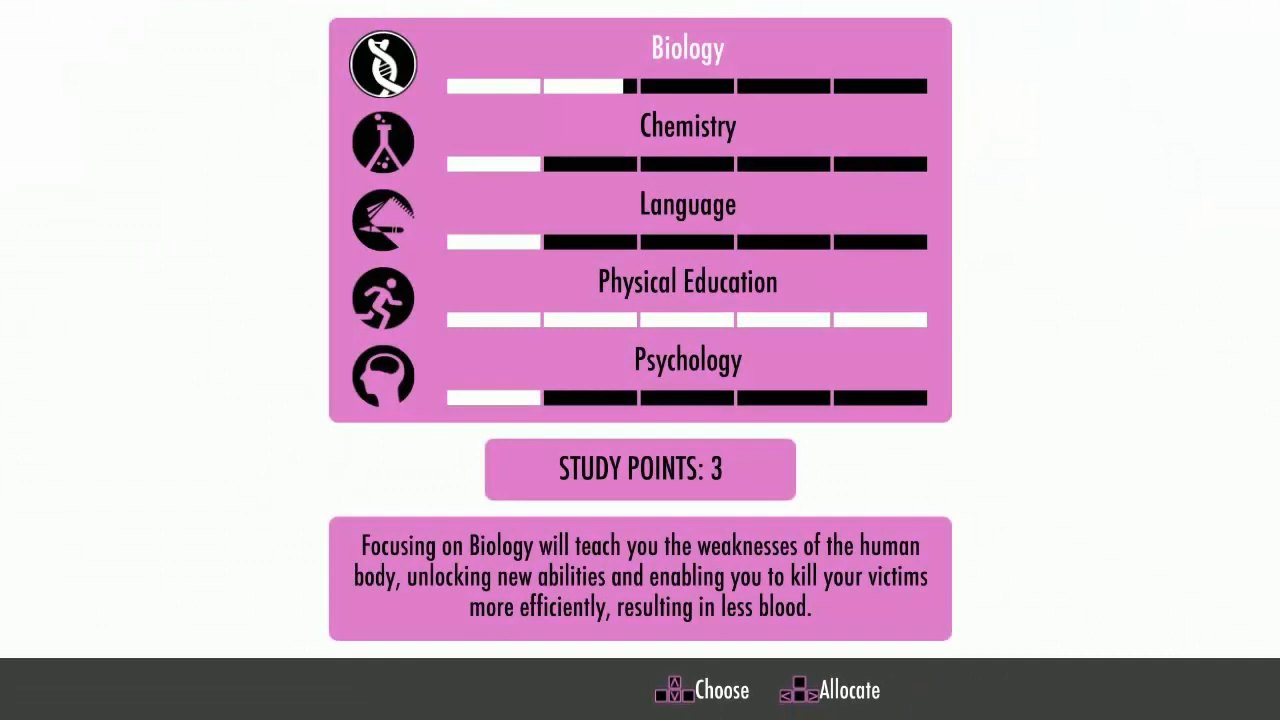 Biology
Chemistry
Language
Physical Education
Psychology
STUDY POINTS: 3
Focusing on Biology will teach you the weaknesses of the human
body, unlocking new abilities and enabling you to kill your victims
more efficiently, resulting in less blood.
Choose
Allocate